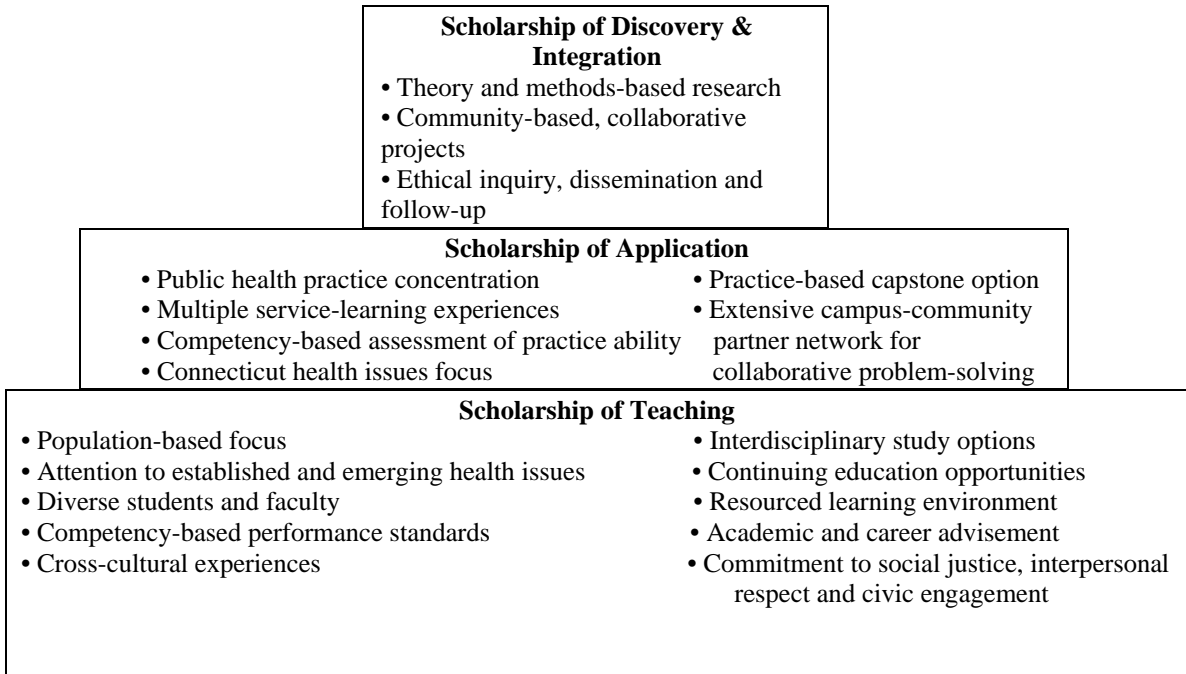 Scholarship of Discovery &
Integration
• Theory and methods-based research
• Community-based, collaborative
projects
• Ethical inquiry, dissemination and
follow-up
Scholarship of Application
• Public health practice concentration
• Multiple service-learning experiences
• Competency-based assessment of practice ability
• Connecticut health issues focus
• Practice-based capstone option
• Extensive campus-community
partner network for
collaborative problem-solving
Scholarship of Teaching
• Population-based focus
• Attention to established and emerging health issues
• Diverse students and faculty
• Competency-based performance standards
• Cross-cultural experiences
• Interdisciplinary study options
• Continuing education opportunities
• Resourced learning environment
• Academic and career advisement
• Commitment to social justice, interpersonal
respect and civic engagement